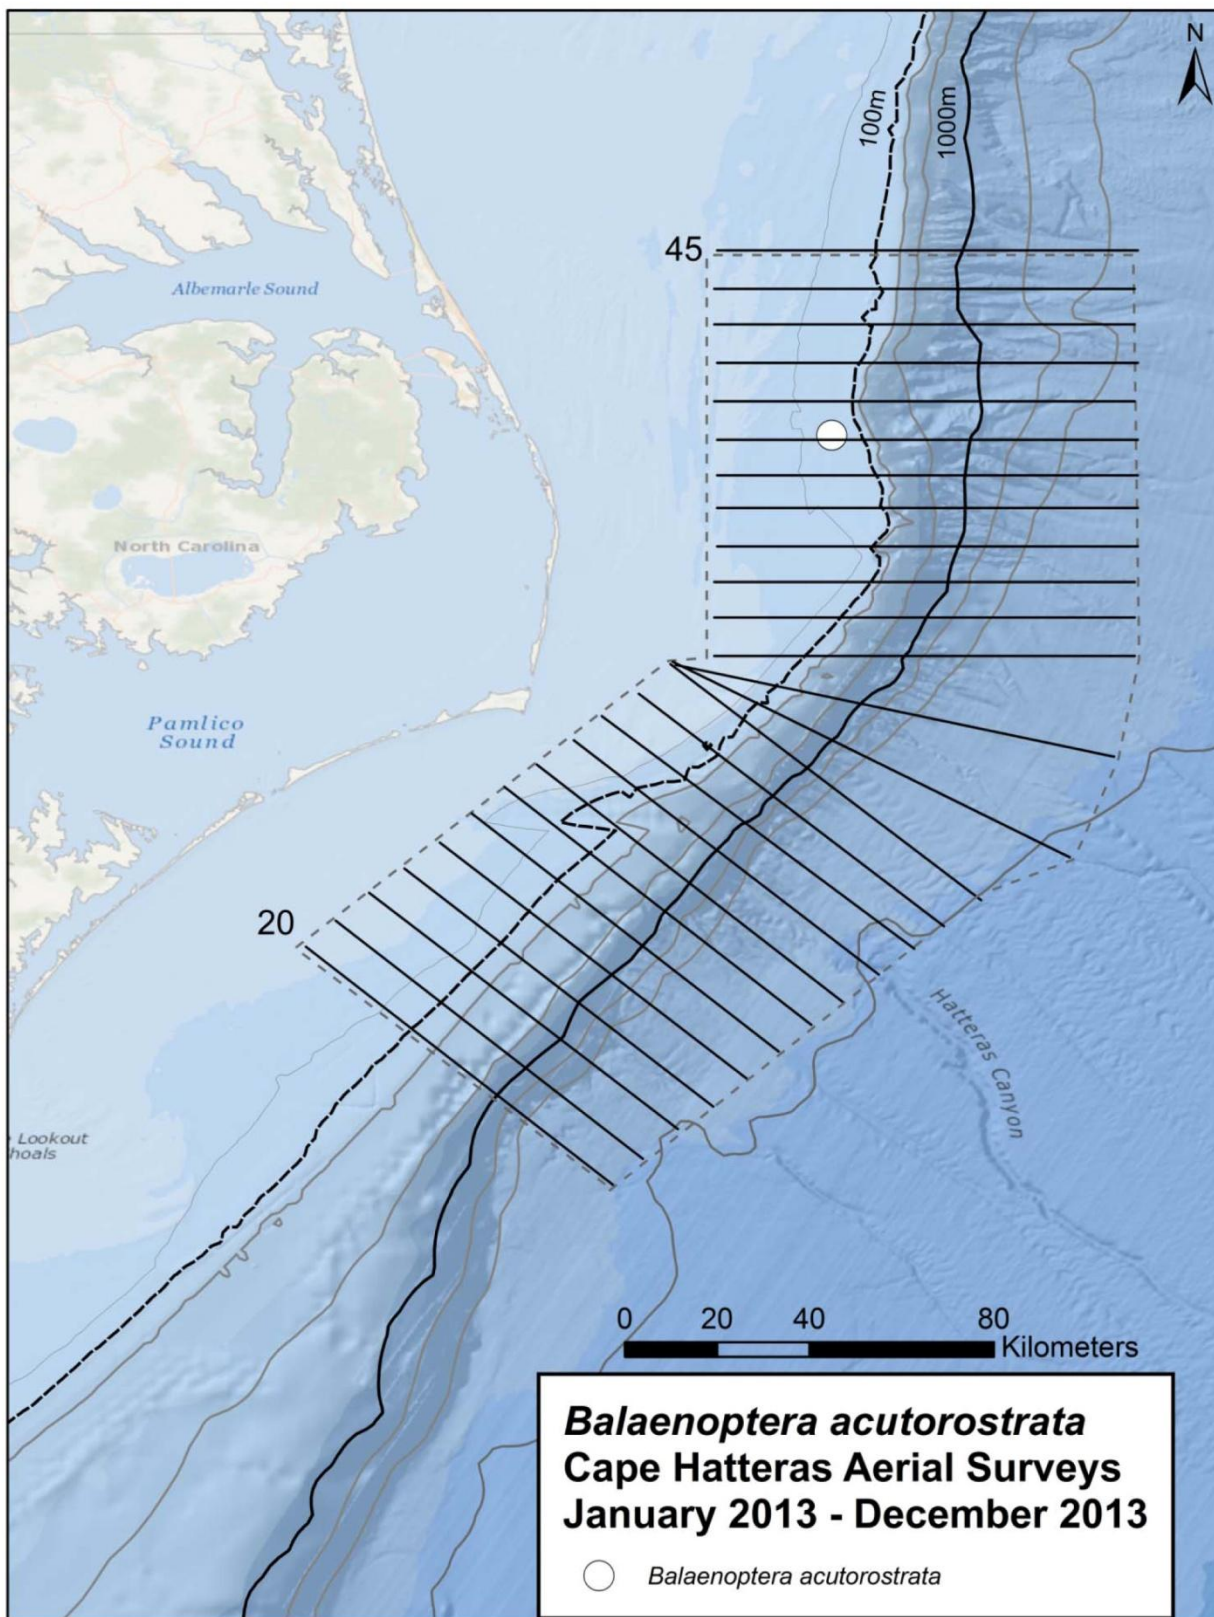 N
100m
1000m
45
Albemarle Sound
North Carolina
Pamlico
Sound
20
Hatteras Canyon
Lookout
hoals
0 20 40 80
Kilometers
Balaenoptera acutorostrata
Cape Hatteras Aerial Surveys
January 2013 - December 2013
Balaenoptera acutorostrata